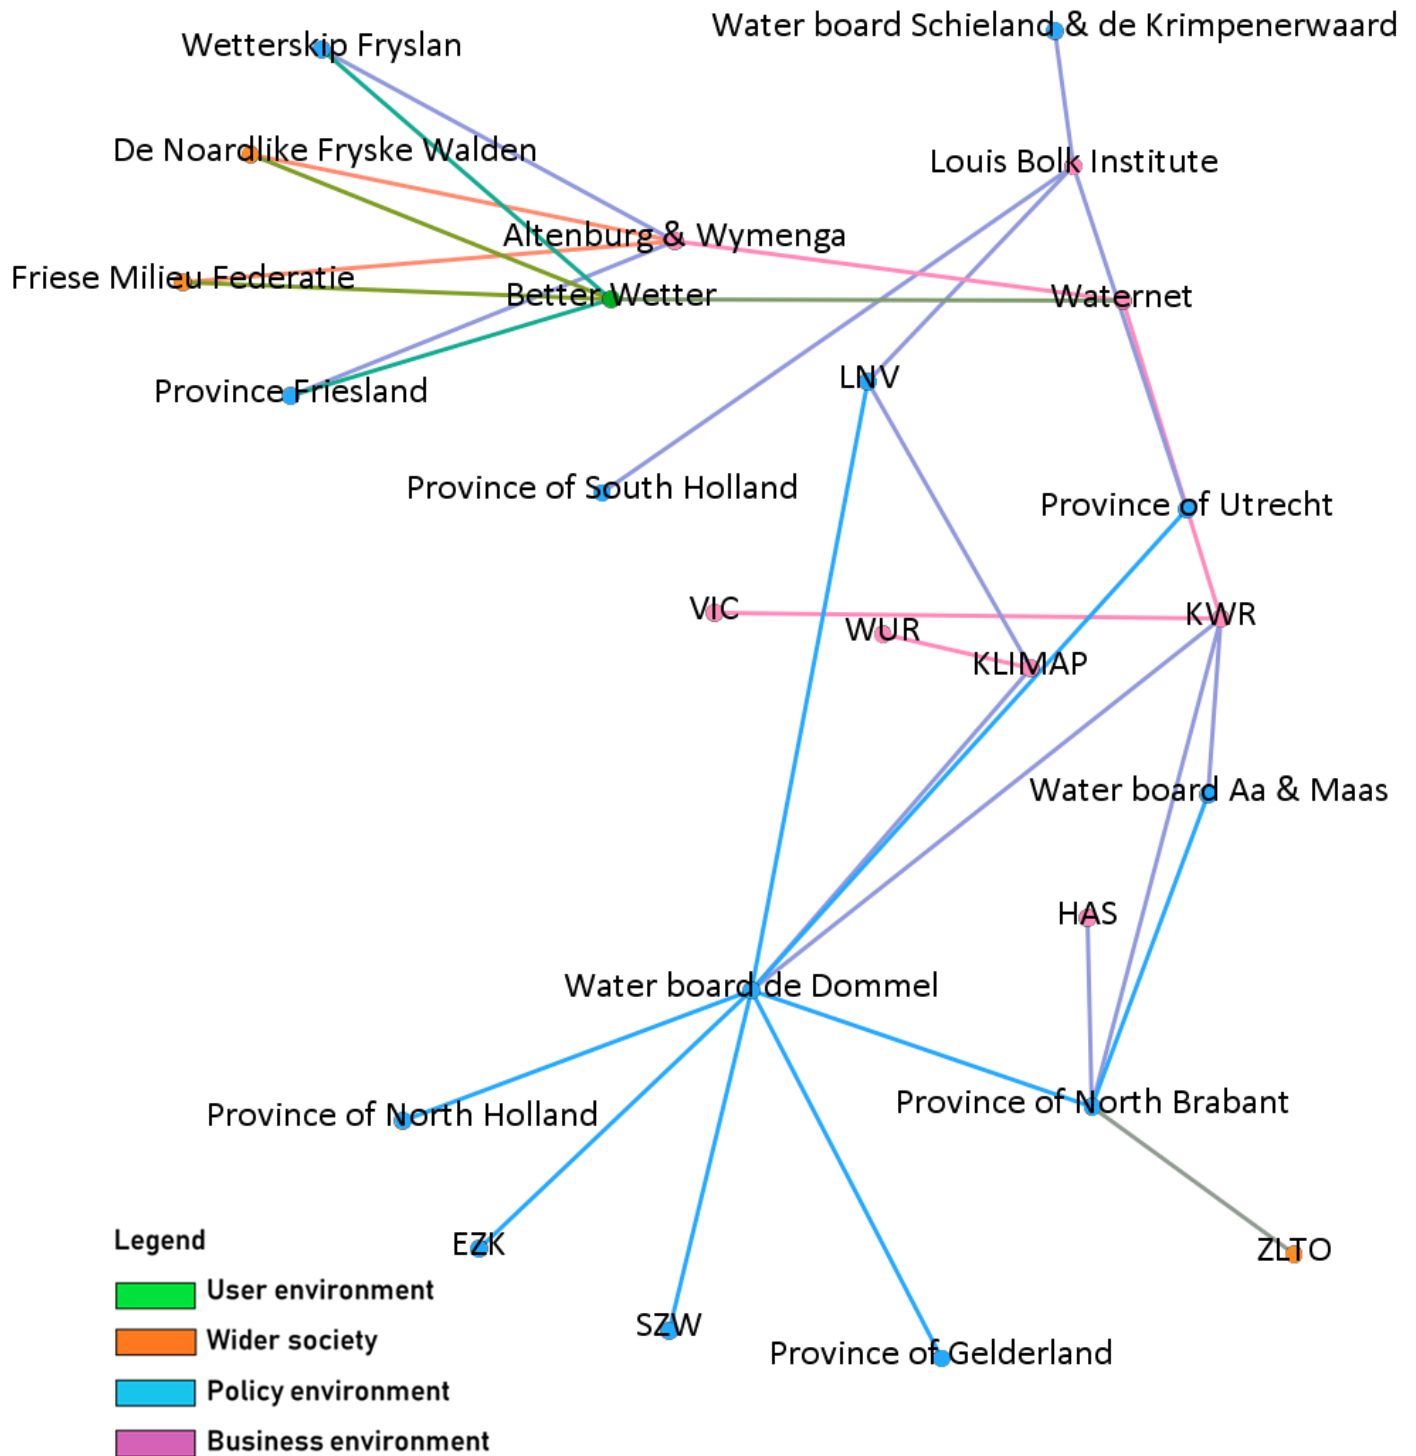 Water board Schieland & de Krimpenerwaard
Wetterskip Fryslan
De Noardlike Fryske Walden
Louis Bolk Institute
Altenburg & Wymenga
Friese Milieu Federatie
Better Wetter
Waternet
LNV
Province Friesland
Province of South Holland
Province of Utrecht
VIC
KWR
WUR
KLIMAP
Water board Aa & Maas
HAS
Water board de Dommel
Province of North Brabant
Province of North Holland
EZK
ZLTO
SZW
Province of Gelderland
Legend
User environment
Wider society
Policy environment
Business environment